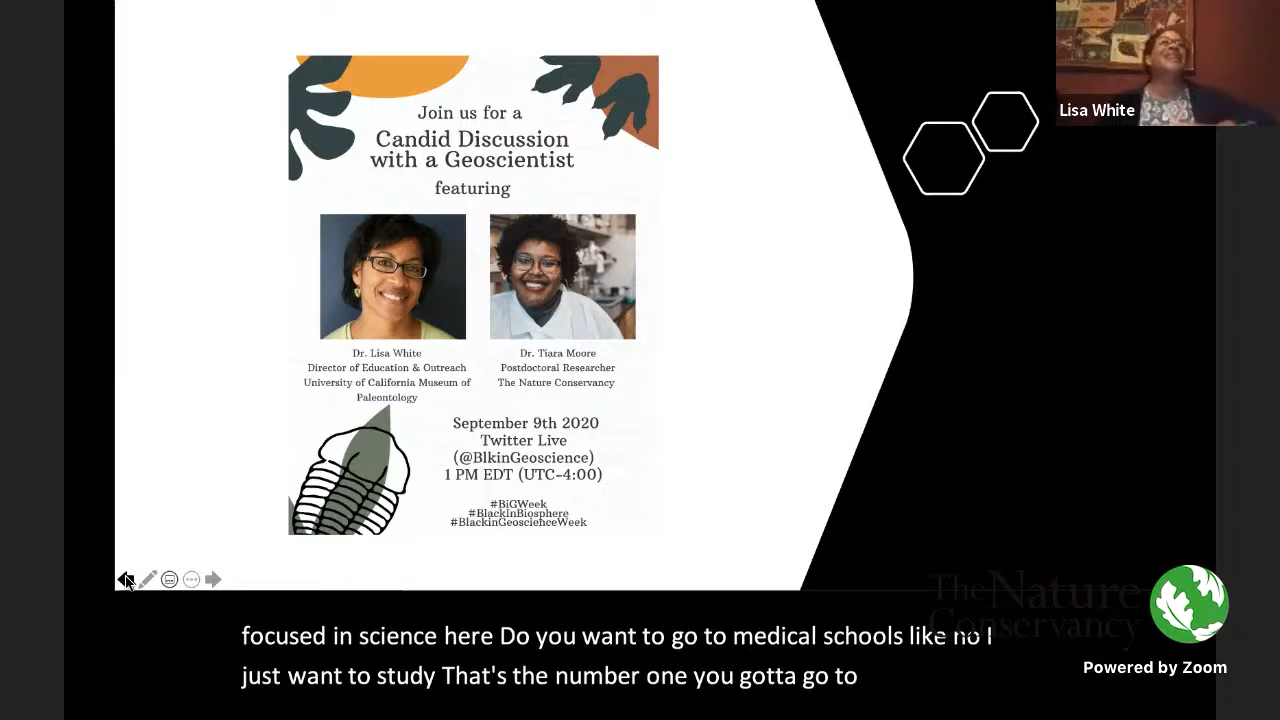 Join us for a
Candid Discussion
with a Geoscientist
featuring
Dr. Lisa White
Director of Education & Outreach
University of California Museum of
Paleontology
Dr. Tiara Moore
Postdoctoral Researcher
The Nature Conservancy
September 9th 2020
Twitter Live
(@BlkinGeoscience)
1 PM EDT (UTC-4:00)
#BiGWeek
#BlackInBiosphere
#BlackinGeoscienceWeek
Lisa White
The Nature
Conservancy
Powered by Zoom
focused in science here Do you want to go to medical schools like no I
just want to study That's the number one you gotta go to